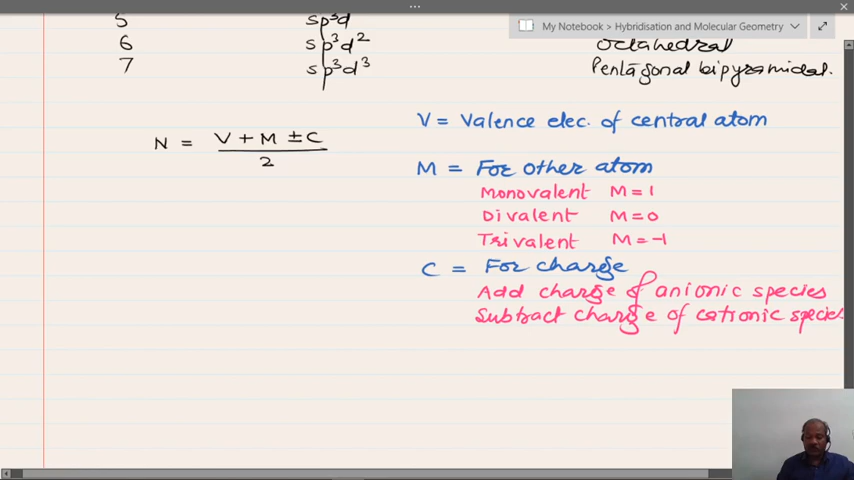 5 sp³d
My Notebook > Hybridisation and Molecular Geometry
6 sp³d² Octahedral
7 sp³d³ Pentagonal bipyramidal.
N = V + M ± C / 2
V = Valence elec. of central atom
M = For other atom
Monovalent M = 1
Divalent M = 0
Trivalent M = -1
C = For charge
Add charge of anionic species
Subtract charge of cationic species